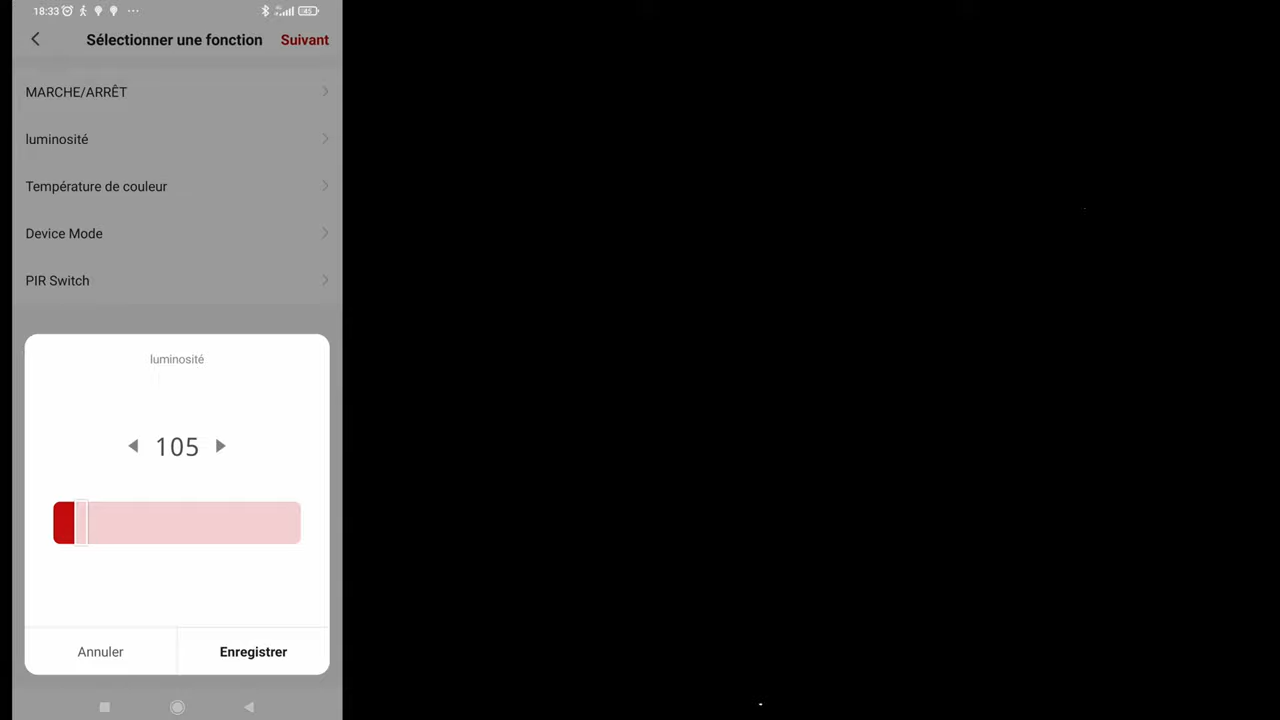 18:33
Sélectionner une fonction Suivant
MARCHE/ARRÊT
luminosité
Température de couleur
Device Mode
PIR Switch
luminosité
105
Annuler Enregistrer